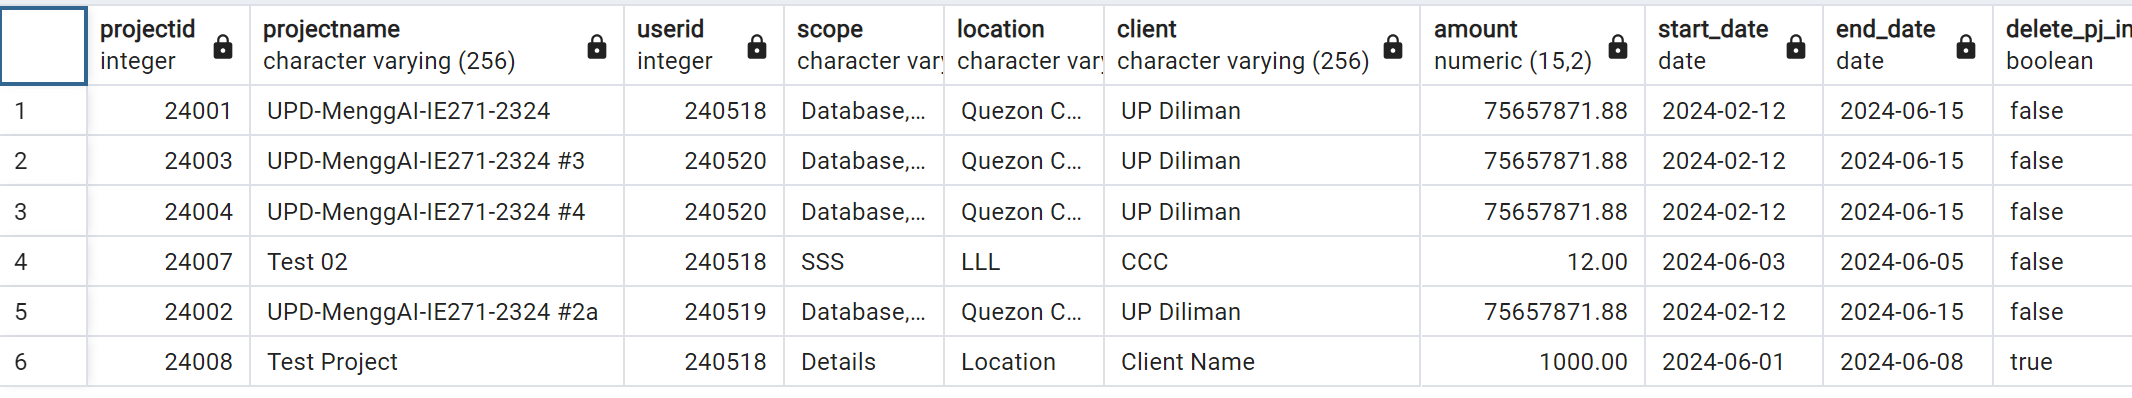 projectid projectname userid scope location client amount start_date end_date delete_pj_in
integer character varying (256) integer character var character var character varying (256) numeric (15,2) date date boolean
1 24001 UPD-MenggAI-IE271-2324 240518 Database,... Quezon C... UP Diliman 75657871.88 2024-02-12 2024-06-15 false
2 24003 UPD-MenggAI-IE271-2324 #3 240520 Database,... Quezon C... UP Diliman 75657871.88 2024-02-12 2024-06-15 false
3 24004 UPD-MenggAI-IE271-2324 #4 240520 Database,... Quezon C... UP Diliman 75657871.88 2024-02-12 2024-06-15 false
4 24007 Test 02 240518 SSS LLL CCC 12.00 2024-06-03 2024-06-05 false
5 24002 UPD-MenggAI-IE271-2324 #2a 240519 Database,... Quezon C... UP Diliman 75657871.88 2024-02-12 2024-06-15 false
6 24008 Test Project 240518 Details Location Client Name 1000.00 2024-06-01 2024-06-08 true